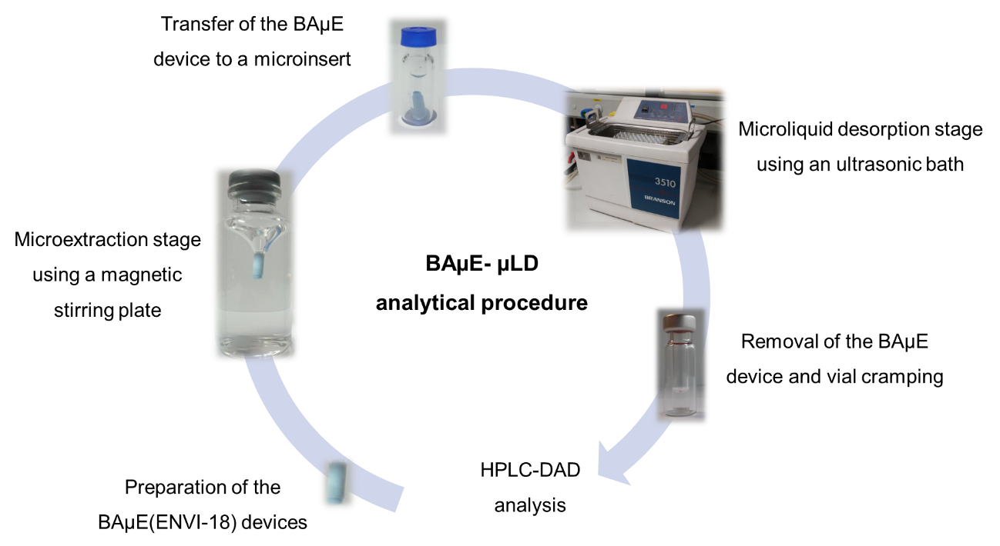 Transfer of the BAµE
device to a microinsert
Microliquid desorption stage
using an ultrasonic bath
3510
BRANSON
Microextraction stage
using a magnetic
stirring plate
BAµE- µLD
analytical procedure
Removal of the BAµE
device and vial cramping
HPLC-DAD
analysis
Preparation of the
BAµE(ENVI-18) devices